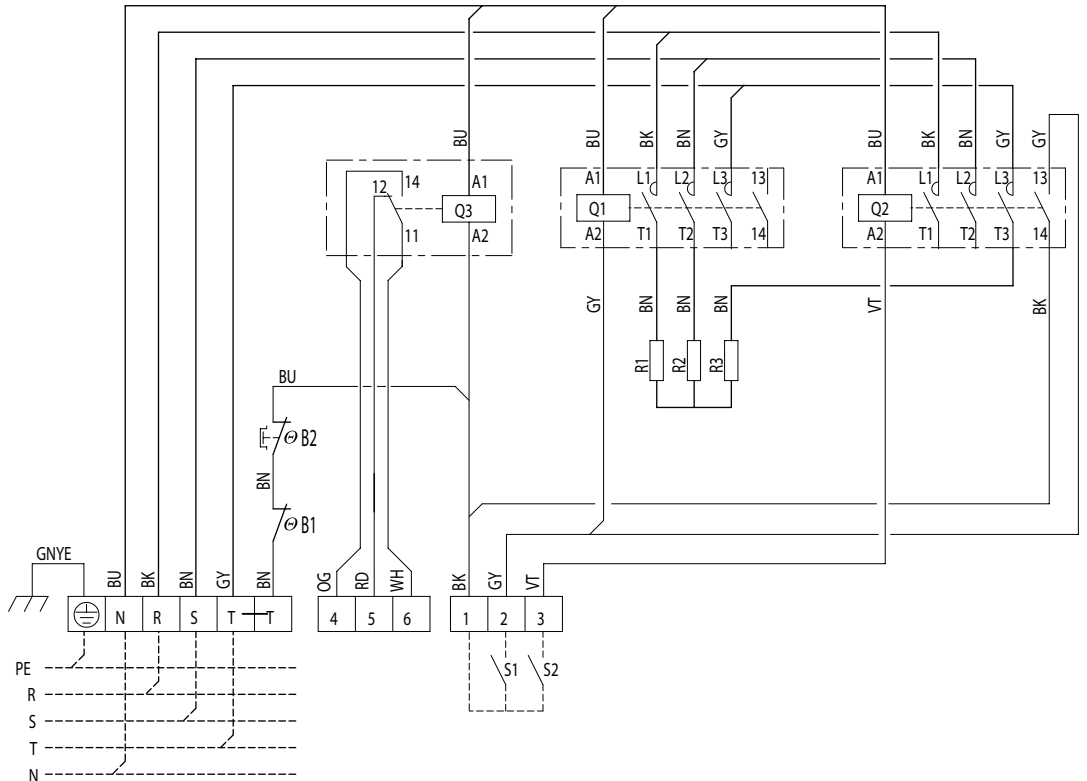 BU
BU
BK
BN
GY
BU
BK
BN
GY
GY
12
14
A1
Q3
A2
11
A1
L1
L2
L3
13
Q1
A2
T1
T2
T3
14
A1
L1
L2
L3
13
Q2
A2
T1
T2
T3
14
GY
BN
BN
BN
VT
BK
R1
R2
R3
BU
Θ B2
BN
Θ B1
GNYE
BU
BK
BN
GY
BN
OG
RD
WH
BK
GY
VT
N
R
S
T
T
4
5
6
1
2
3
S1
S2
PE
R
S
T
N